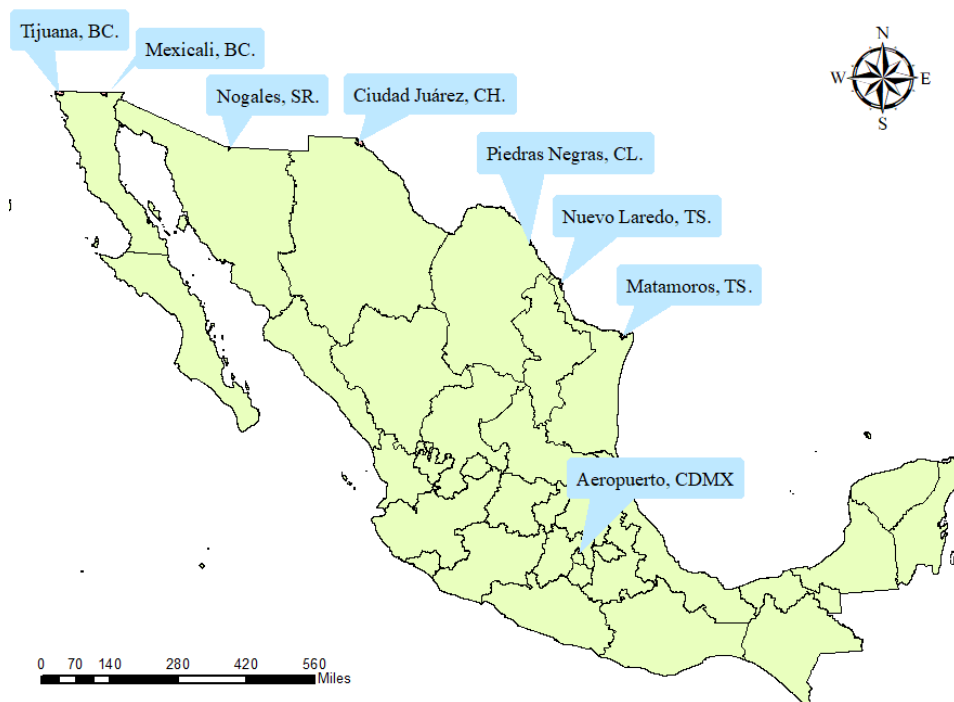 Tijuana, BC.
Mexicali, BC.
N
W E
S
Nogales, SR.
Ciudad Juárez, CH.
Piedras Negras, CL.
Nuevo Laredo, TS.
Matamoros, TS.
Aeropuerto, CDMX
0 70 140 280 420 560
Miles